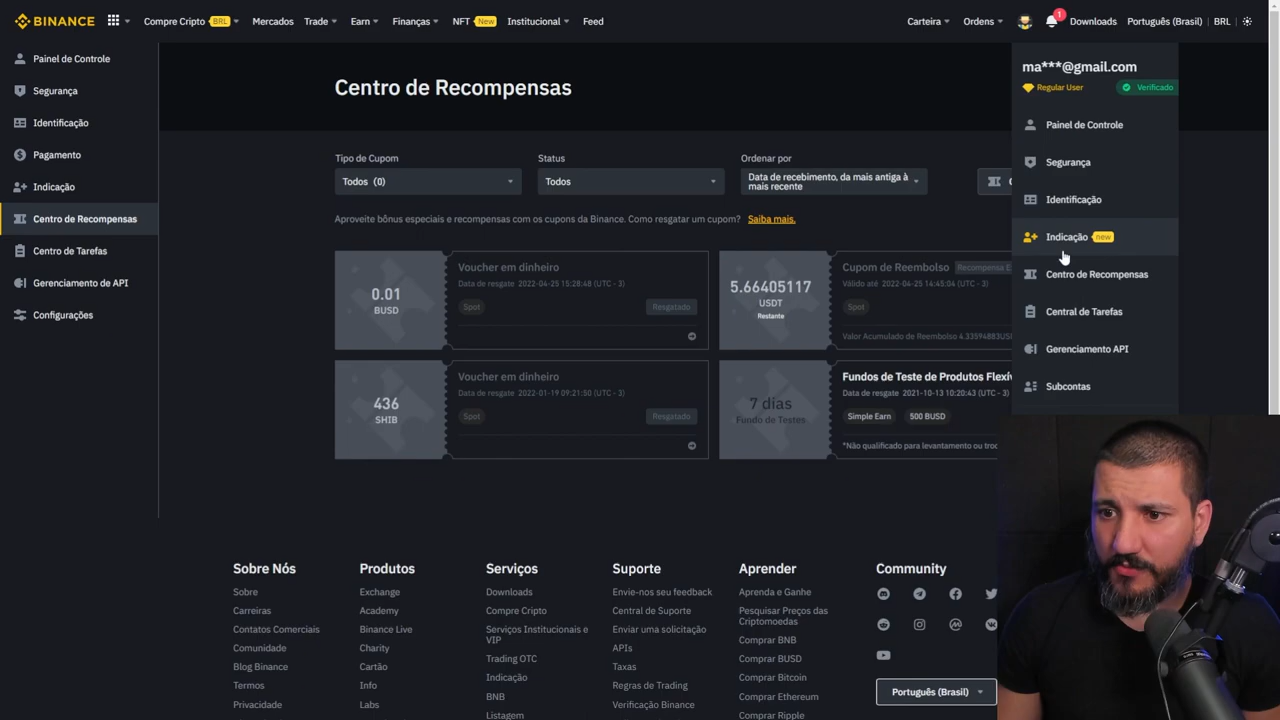 BINANCE
Compre Cripto BRL
Mercados
Trade
Earn
Finanças
NFT New
Institucional
Feed
Carteira
Ordens
1
Downloads
Português (Brasil)
BRL
Painel de Controle
Segurança
Identificação
Pagamento
Indicação
Centro de Recompensas
Centro de Tarefas
Gerenciamento de API
Configurações
Centro de Recompensas
Tipo de Cupom
Todos (0)
Status
Todos
Ordenar por
Data de recebimento, da mais antiga à
mais recente
Aproveite bônus especiais e recompensas com os cupons da Binance. Como resgatar um cupom? Saiba mais.
0.01
BUSD
Voucher em dinheiro
Data de resgate 2022-04-25 15:28:48 (UTC - 3)
Spot
Resgatado
5.66405117
USDT
Restante
Cupom de Reembolso
Recompensa E
Válido até 2022-04-25 14:45:04 (UTC - 3)
Spot
Valor Acumulado de Reembolso 4.33594883US
436
SHIB
Voucher em dinheiro
Data de resgate 2022-01-19 09:21:50 (UTC - 3)
Spot
Resgatado
7 dias
Fundo de Testes
Fundos de Teste de Produtos Flexív
Data de resgate 2021-10-13 10:20:43 (UTC - 3)
Simple Earn
500 BUSD
*Não qualificado para levantamento ou troc
ma***@gmail.com
Regular User
Verificado
Painel de Controle
Segurança
Identificação
Indicação new
Centro de Recompensas
Central de Tarefas
Gerenciamento API
Subcontas
Sobre Nós
Sobre
Carreiras
Contatos Comerciais
Comunidade
Blog Binance
Termos
Privacidade
Produtos
Exchange
Academy
Binance Live
Charity
Cartão
Info
Labs
Serviços
Downloads
Compre Cripto
Serviços Institucionais e
VIP
Trading OTC
Indicação
BNB
Listagem
Suporte
Envie-nos seu feedback
Central de Suporte
Enviar uma solicitação
APIs
Taxas
Regras de Trading
Verificação Binance
Aprender
Aprenda e Ganhe
Pesquisar Preços das
Criptomoedas
Comprar BNB
Comprar BUSD
Comprar Bitcoin
Comprar Ethereum
Comprar Ripple
Community
Português (Brasil)